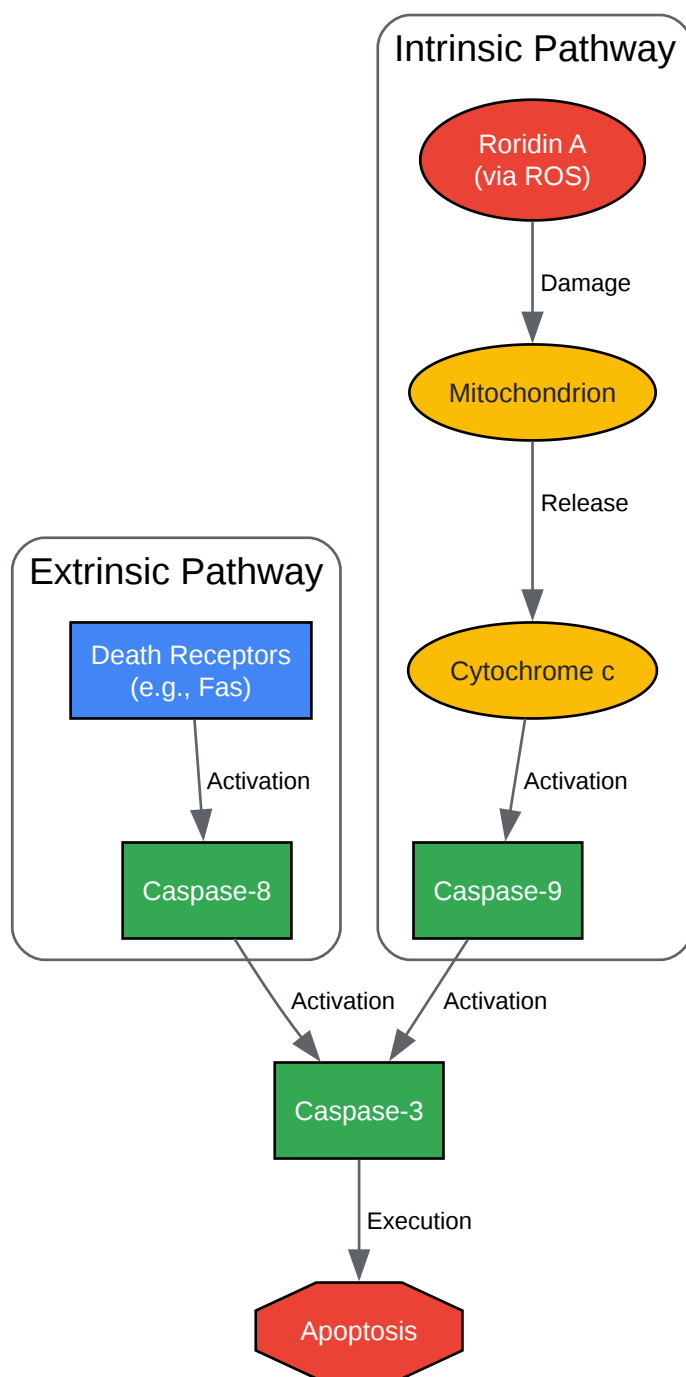 Intrinsic Pathway
Roridin A
(via ROS)
Damage
Mitochondrion
Release
Extrinsic Pathway
Death Receptors
(e.g., Fas)
Cytochrome c
Activation
Activation
Caspase-8
Caspase-9
Activation
Activation
Caspase-3
Execution
Apoptosis